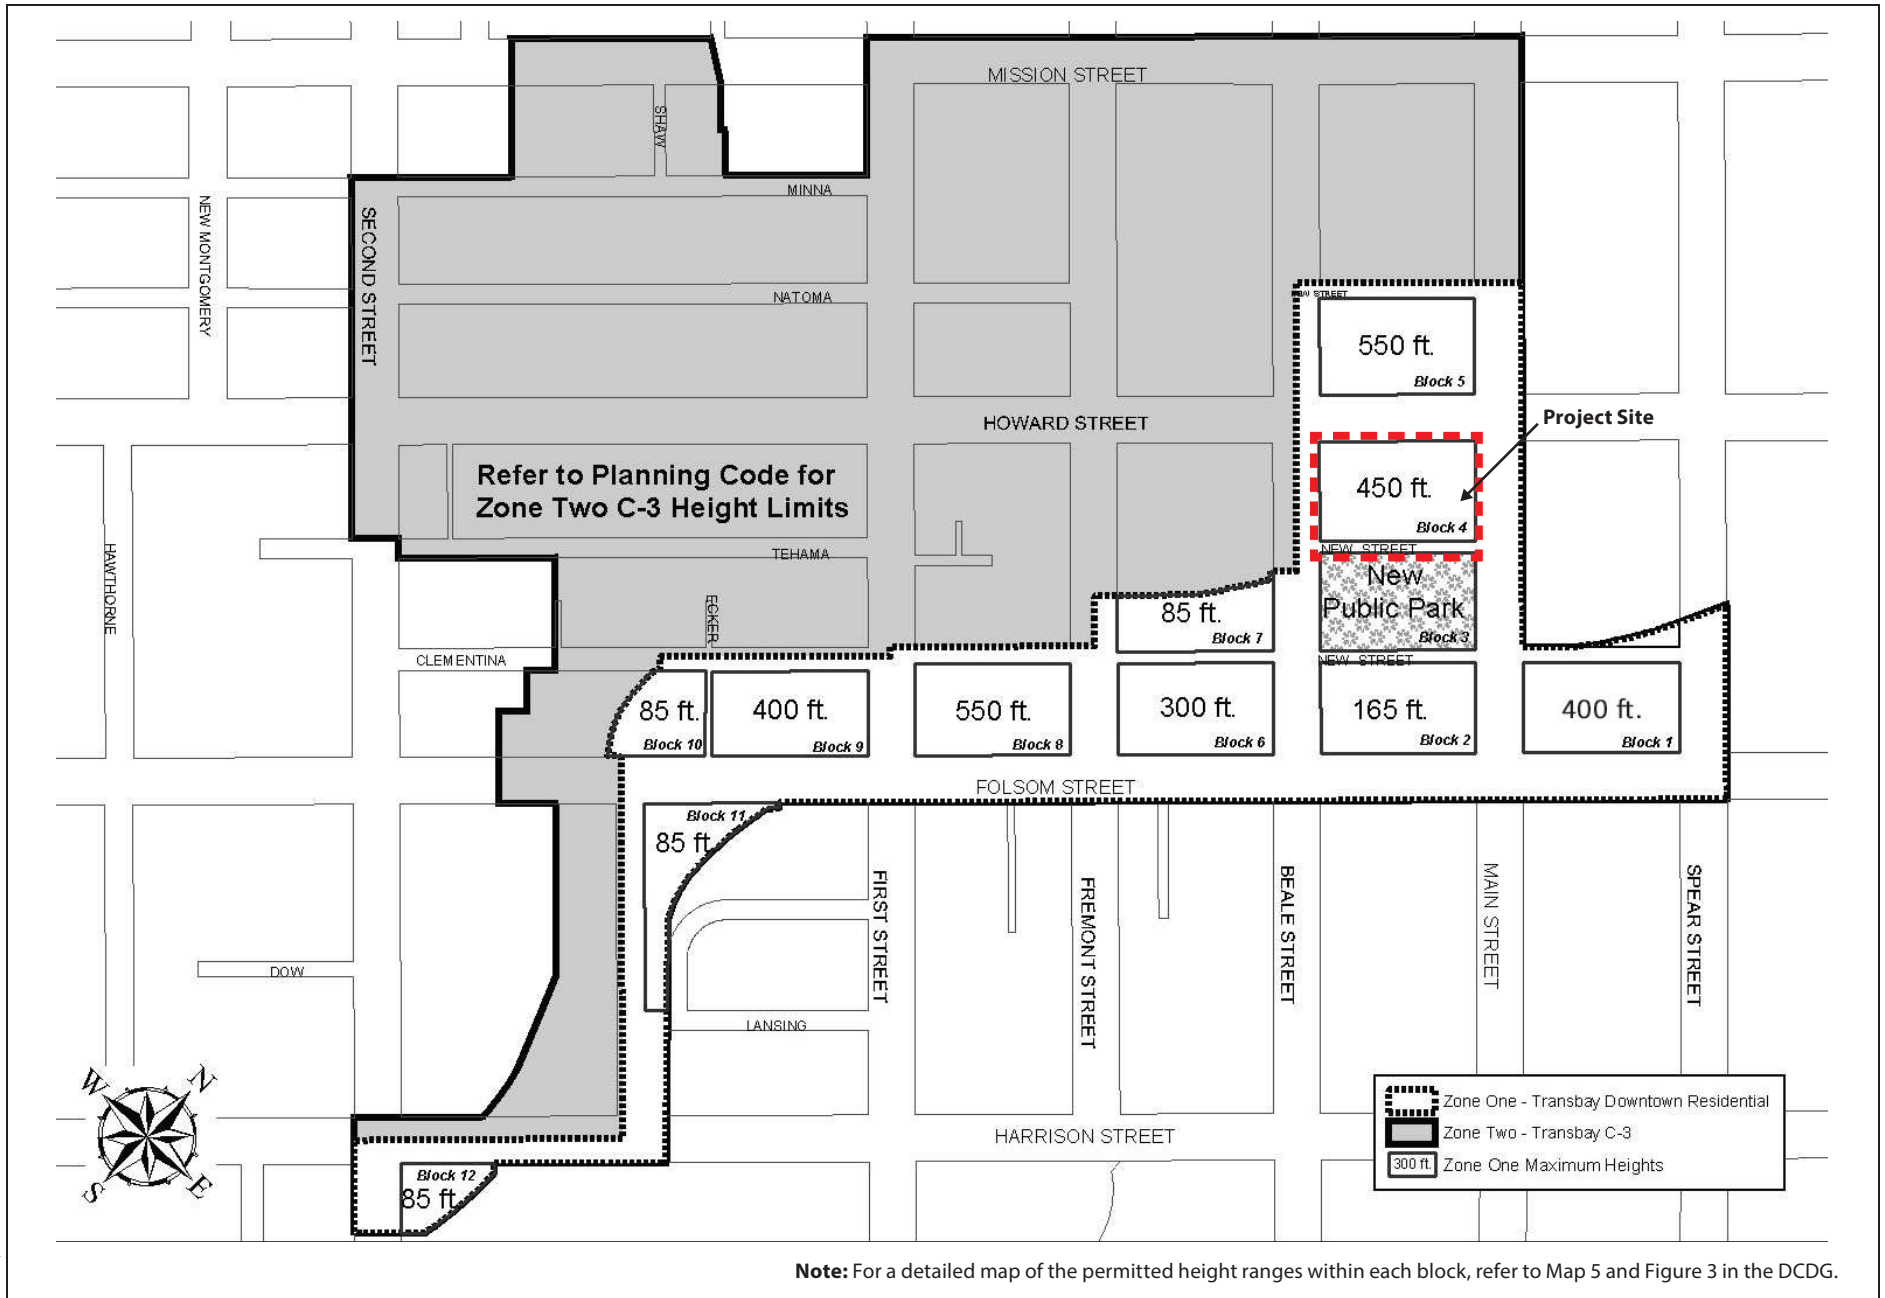 MISSION STREET
SHAW
MINNA
NEW MONTGOMERY
SECOND STREET
NATOMA
NEW STREET
550 ft.
Block 5
HOWARD STREET
Project Site
Refer to Planning Code for
Zone Two C-3 Height Limits
450 ft.
Block 4
HAWTHORNE
TEHAMA
NEW STREET
New
Public Park
Block 3
ECKER
85 ft.
Block 7
CLEMENTINA
NEW STREET
85 ft.
Block 10
400 ft.
Block 9
550 ft.
Block 8
300 ft.
Block 6
165 ft.
Block 2
400 ft.
Block 1
FOLSOM STREET
Block 11
85 ft.
FIRST STREET
FREMONT STREET
BEALE STREET
MAIN STREET
SPEAR STREET
DOW
LANSING
W
N
S
E
HARRISON STREET
Block 12
85 ft.
Zone One - Transbay Downtown Residential
Zone Two - Transbay C-3
300 ft. Zone One Maximum Heights
Note: For a detailed map of the permitted height ranges within each block, refer to Map 5 and Figure 3 in the DCDG.